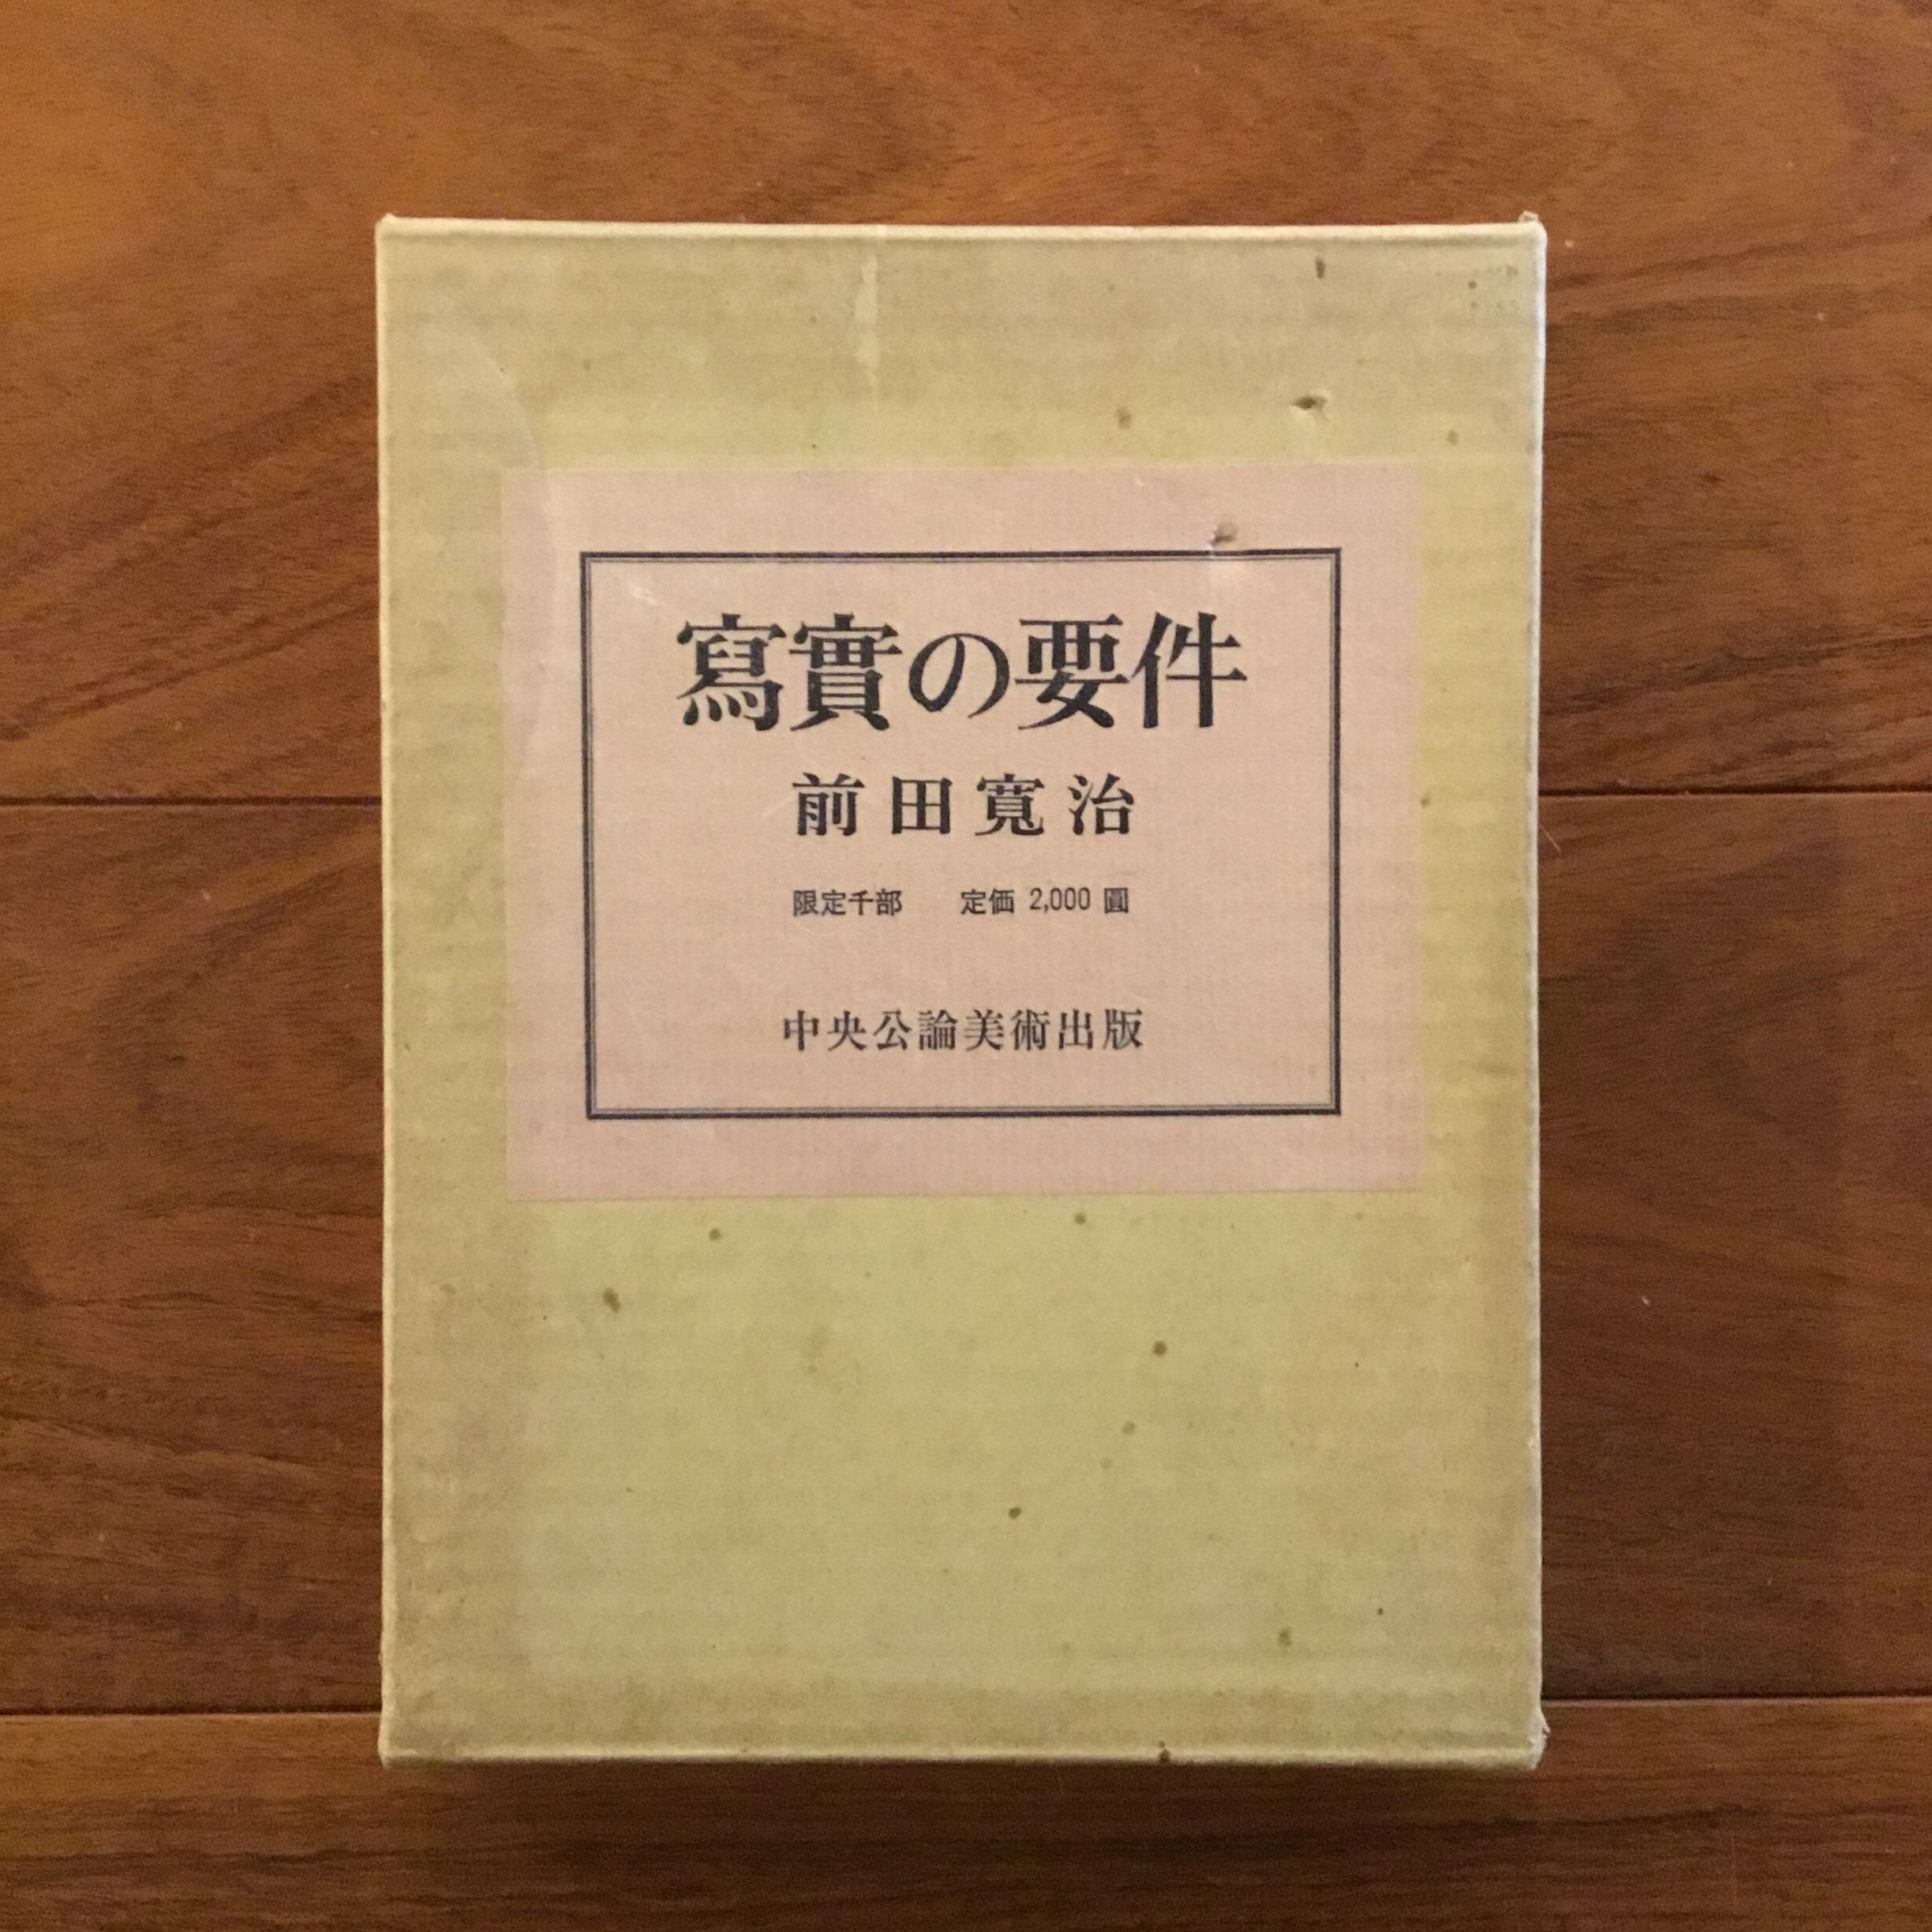 寫實の要件
前田寬治
限定千部 定価 2,000 圓
中央公論美術出版